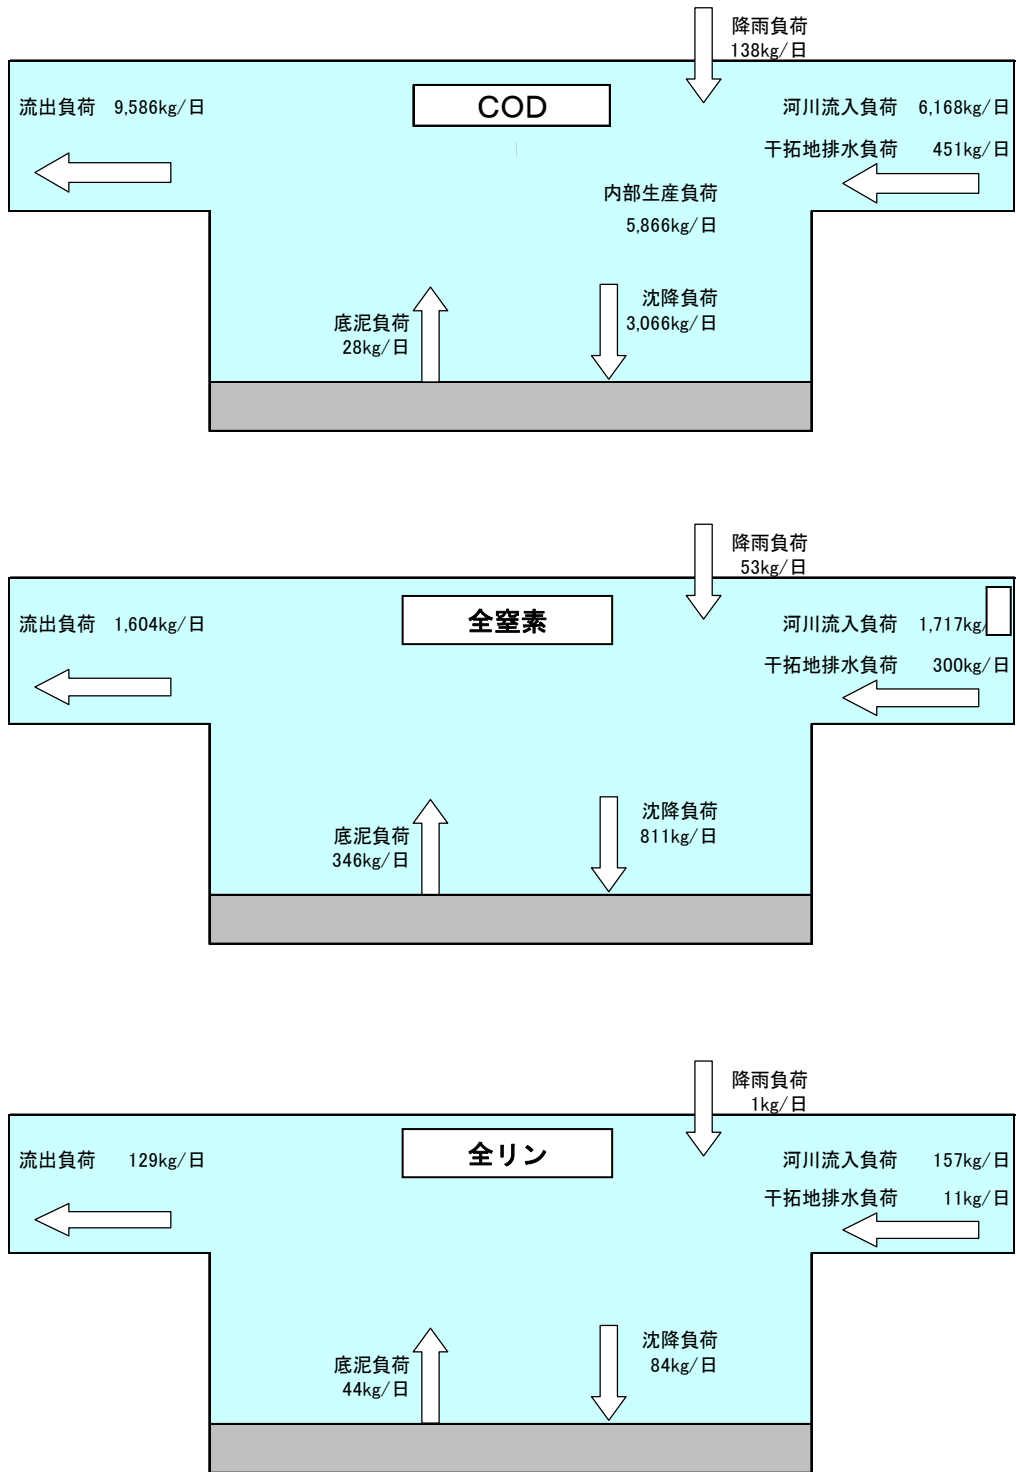 降雨負荷
138kg/日
流出負荷 9,586kg/日
COD
河川流入負荷 6,168kg/日
干拓地排水負荷 451kg/日
内部生産負荷
5,866kg/日
沈降負荷
3,066kg/日
底泥負荷
28kg/日
降雨負荷
53kg/日
流出負荷 1,604kg/日
全窒素
河川流入負荷 1,717kg/
干拓地排水負荷 300kg/日
沈降負荷
811kg/日
底泥負荷
346kg/日
降雨負荷
1kg/日
流出負荷 129kg/日
全リン
河川流入負荷 157kg/日
干拓地排水負荷 11kg/日
沈降負荷
84kg/日
底泥負荷
44kg/日